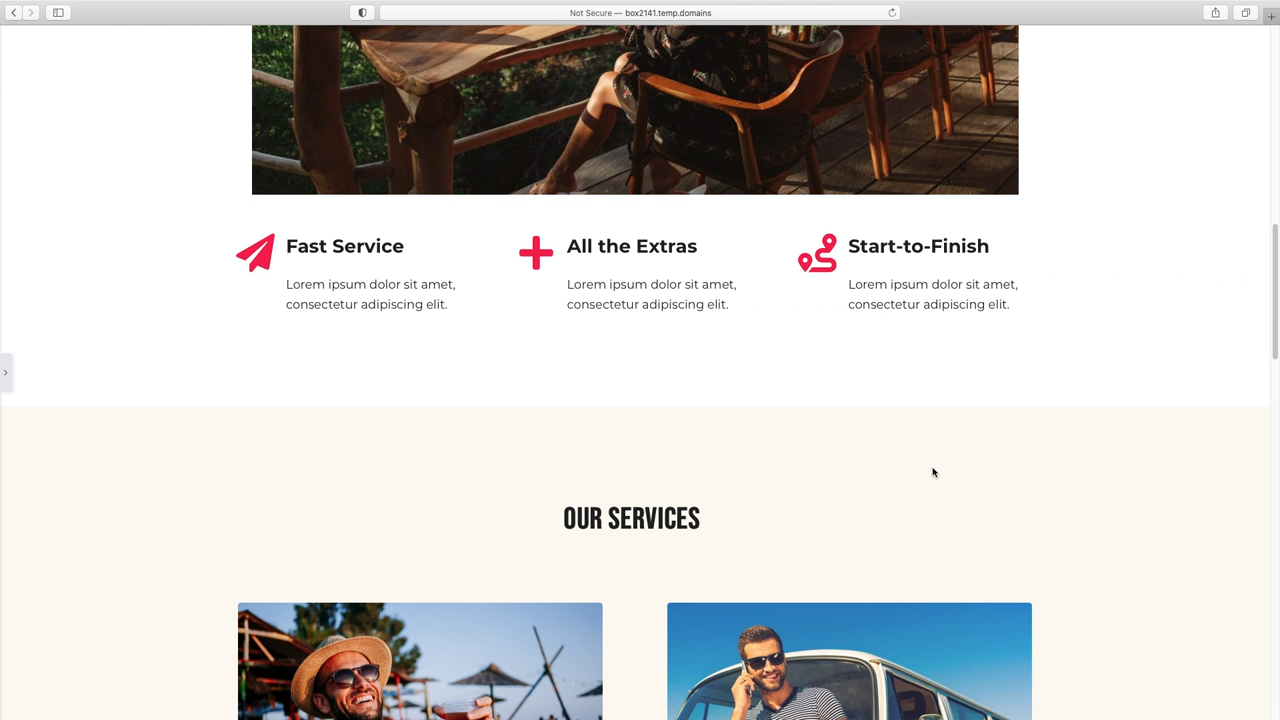 Not Secure — box2141.temp.domains
Fast Service
Lorem ipsum dolor sit amet,
consectetur adipiscing elit.
All the Extras
Lorem ipsum dolor sit amet,
consectetur adipiscing elit.
Start-to-Finish
Lorem ipsum dolor sit amet,
consectetur adipiscing elit.
OUR SERVICES